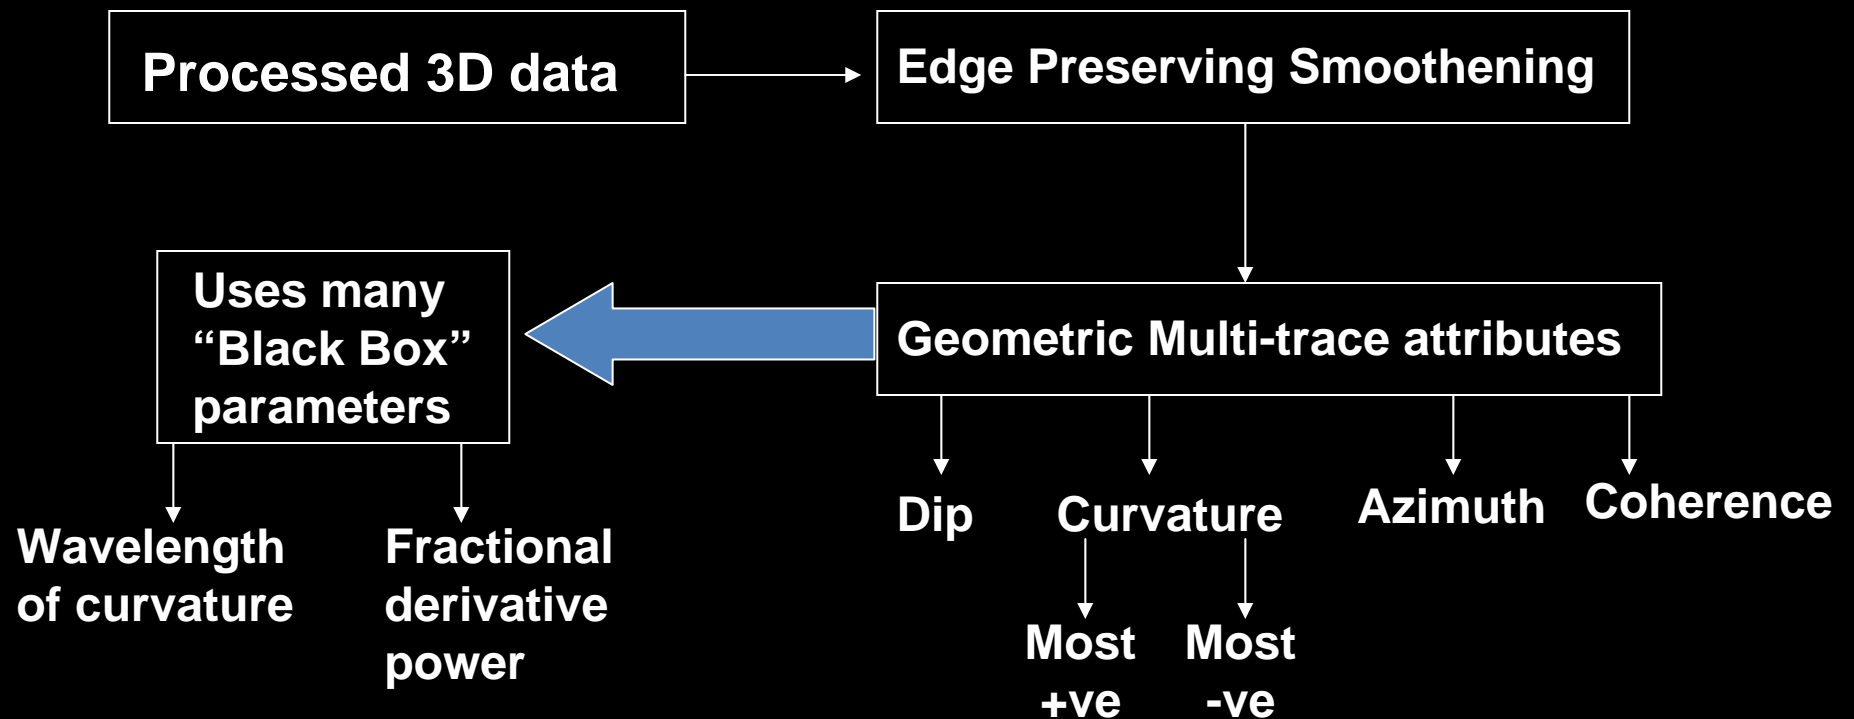 Processed 3D data
Edge Preserving Smoothening
Uses many
“Black Box”
parameters
Geometric Multi-trace attributes
Wavelength
of curvature
Fractional
derivative
power
Dip
Curvature
Azimuth
Coherence
Most
+ve
Most
-ve